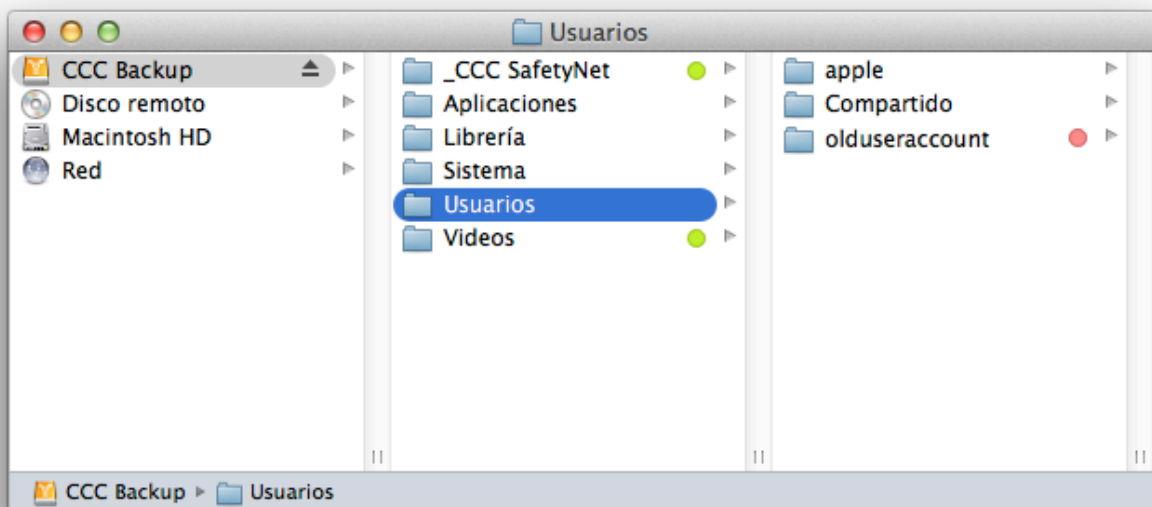 Usuarios
CCC Backup
Disco remoto
Macintosh HD
Red
_CCC SafetyNet
Aplicaciones
Librería
Sistema
Usuarios
Videos
apple
Compartido
olduseraccount
CCC Backup Usuarios